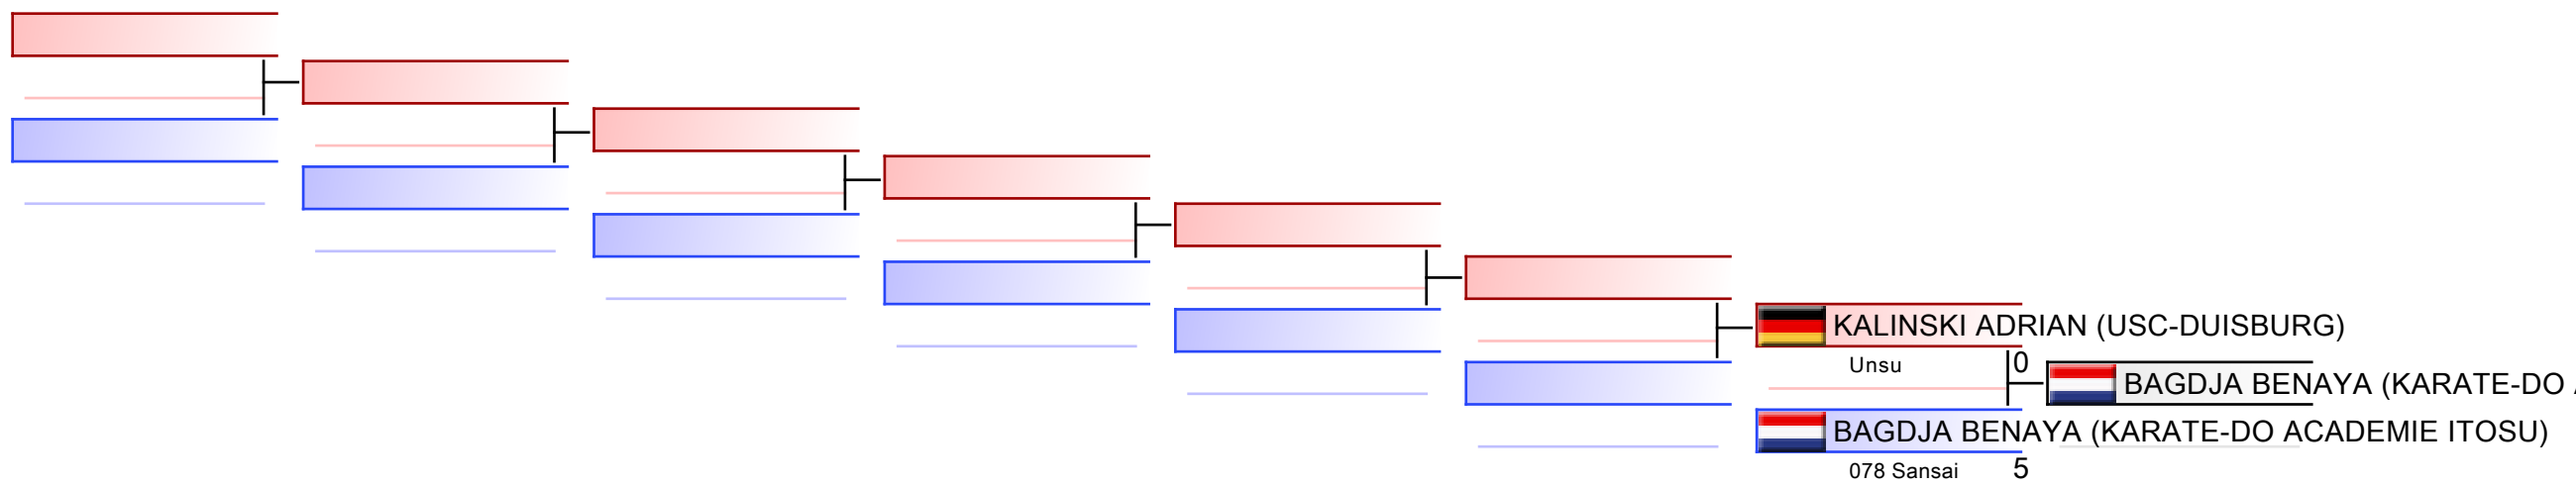 KALINSKI ADRIAN (USC-DUISBURG)
Unsu 0
BAGDJA BENAYA (KARATE-DO
BAGDJA BENAYA (KARATE-DO ACADEMIE ITOSU)
078 Sansai 5